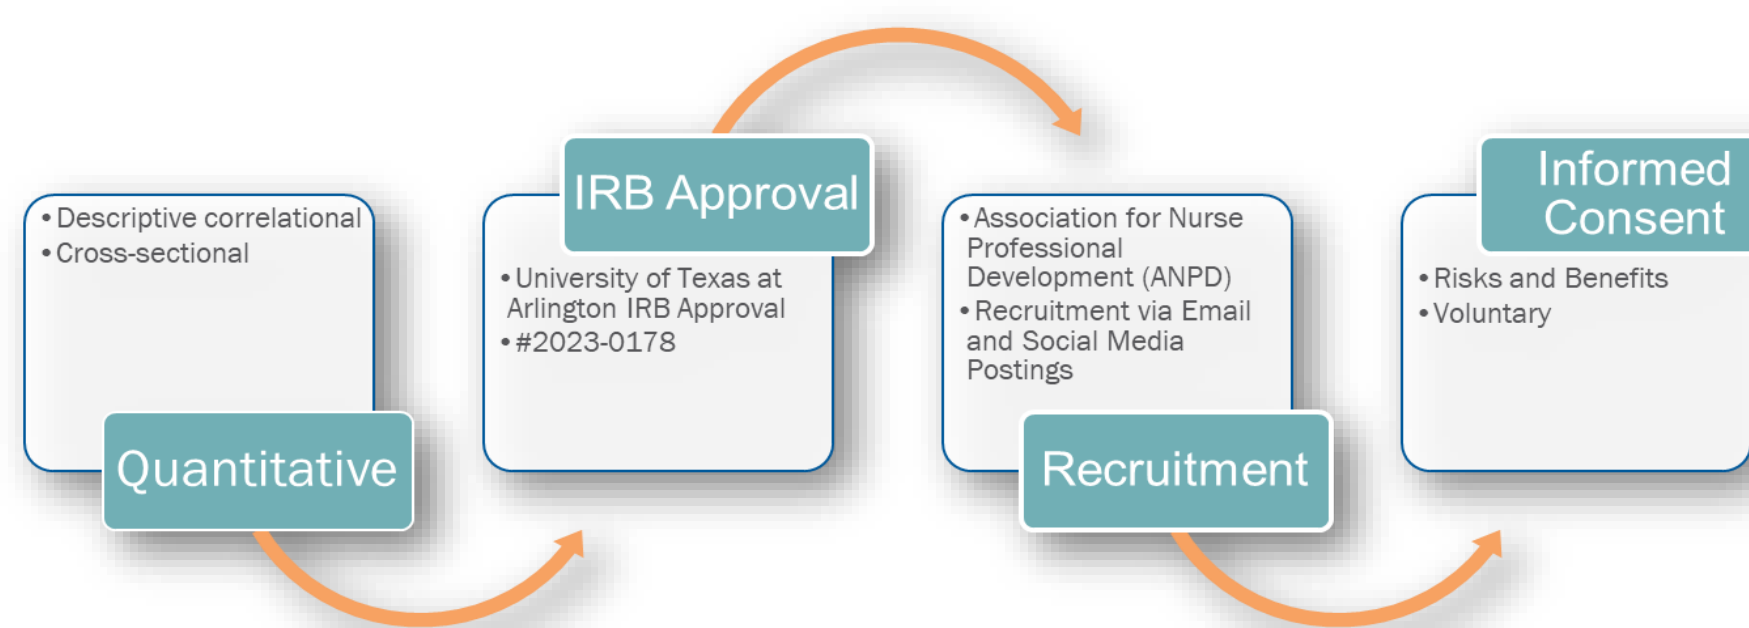 • Descriptive correlational
• Cross-sectional
Quantitative
IRB Approval
• University of Texas at
Arlington IRB Approval
• #2023-0178
• Association for Nurse
Professional
Development (ANPD)
• Recruitment via Email
and Social Media
Postings
Recruitment
Informed
Consent
• Risks and Benefits
• Voluntary